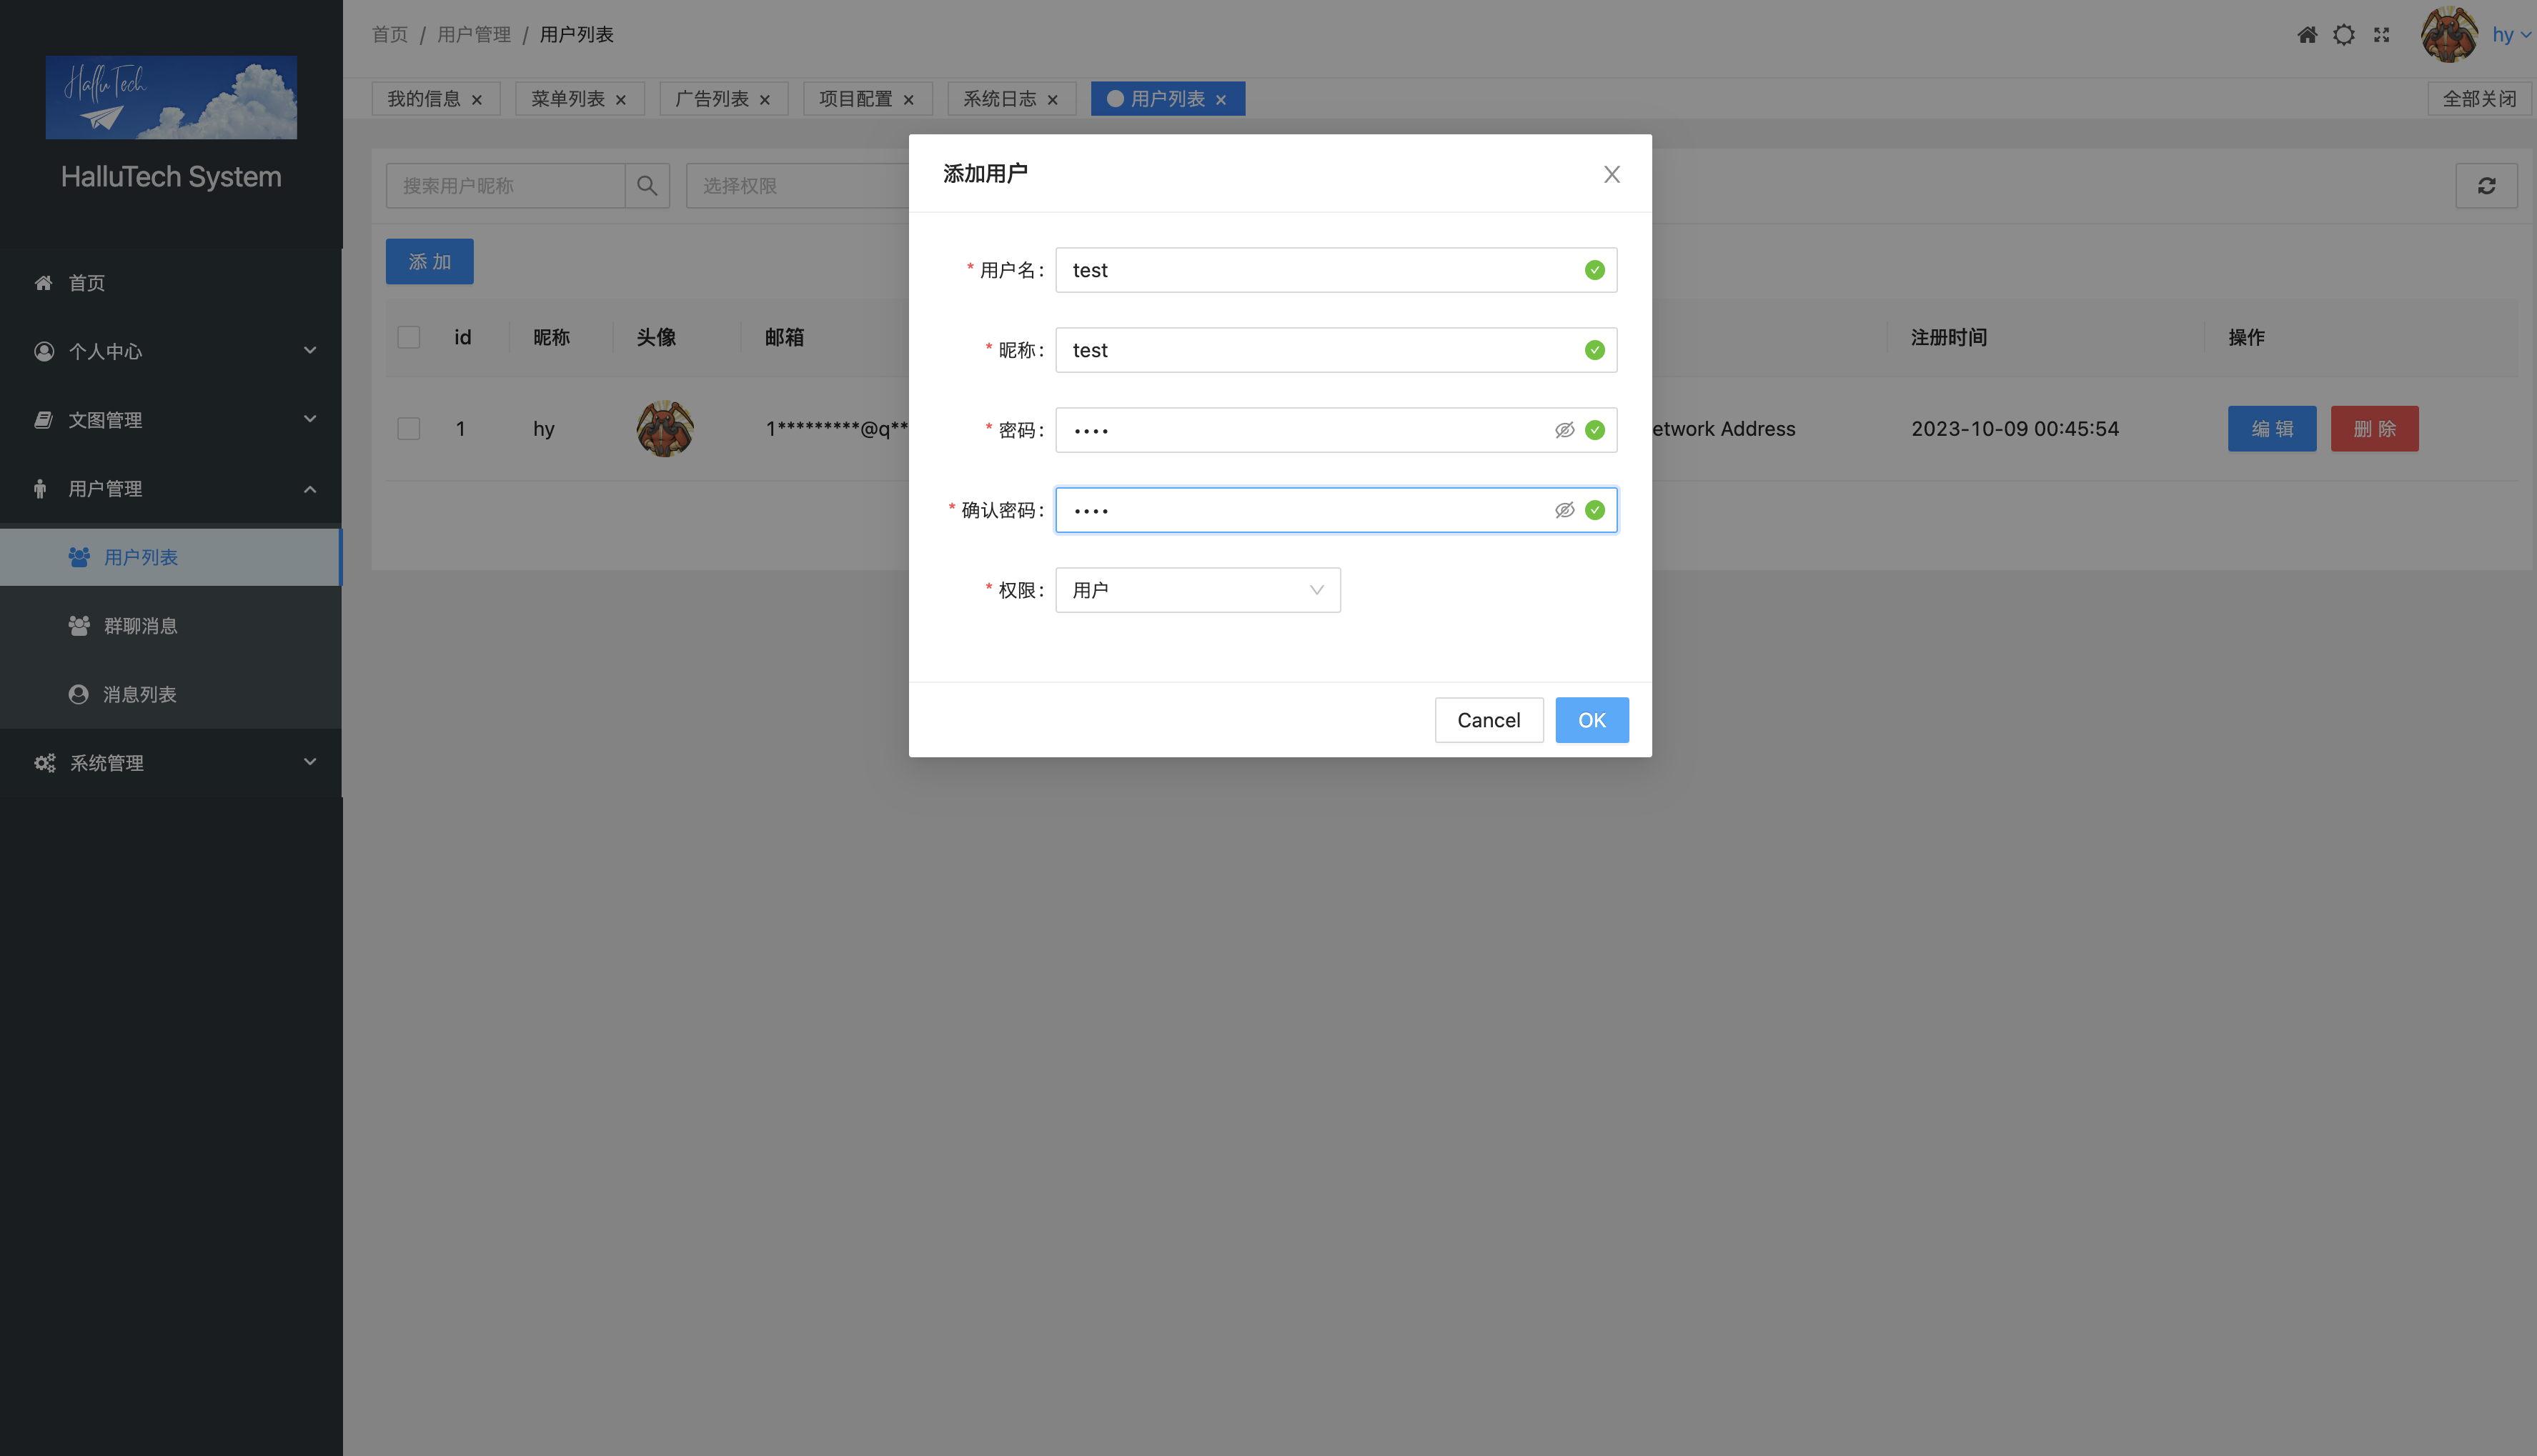 Hallu Tech
HalluTech System
首页
个人中心
文图管理
用户管理
用户列表
群聊消息
消息列表
系统管理
首页 / 用户管理 / 用户列表
hy
我的信息 × 菜单列表 × 广告列表 × 项目配置 × 系统日志 × 用户列表 × 全部关闭
搜索用户昵称 选择权限
添 加
id 昵称 头像 邮箱 注册时间 操作
1 hy 1*********@q** etwork Address 2023-10-09 00:45:54 编 辑 删 除
添加用户
* 用户名: test
* 昵称: test
* 密码: ••••
* 确认密码: ••••
* 权限: 用户
Cancel OK